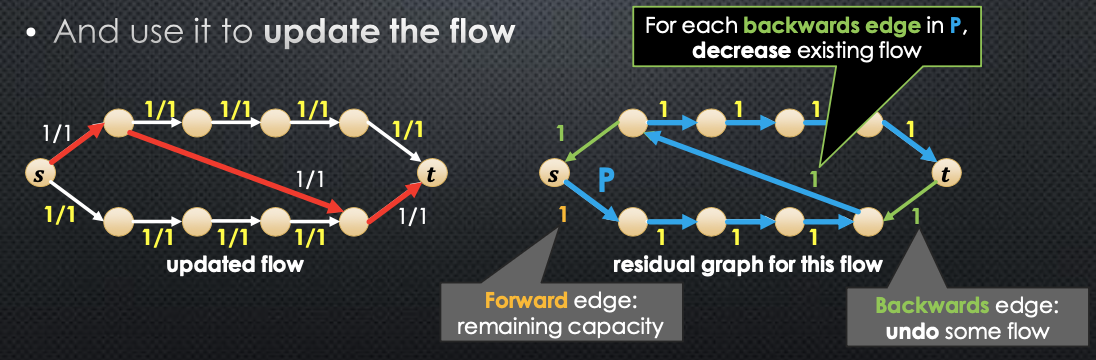 • And use it to update the flow
For each backwards edge in P,
decrease existing flow
1/1 1/1 1/1
1/1 1/1
s t
1/1
1/1 1/1
1/1 1/1 1/1
updated flow
1 1 1
1 1
s P t
1
1 1
1 1 1
residual graph for this flow
Forward edge:
remaining capacity
Backwards edge:
undo some flow